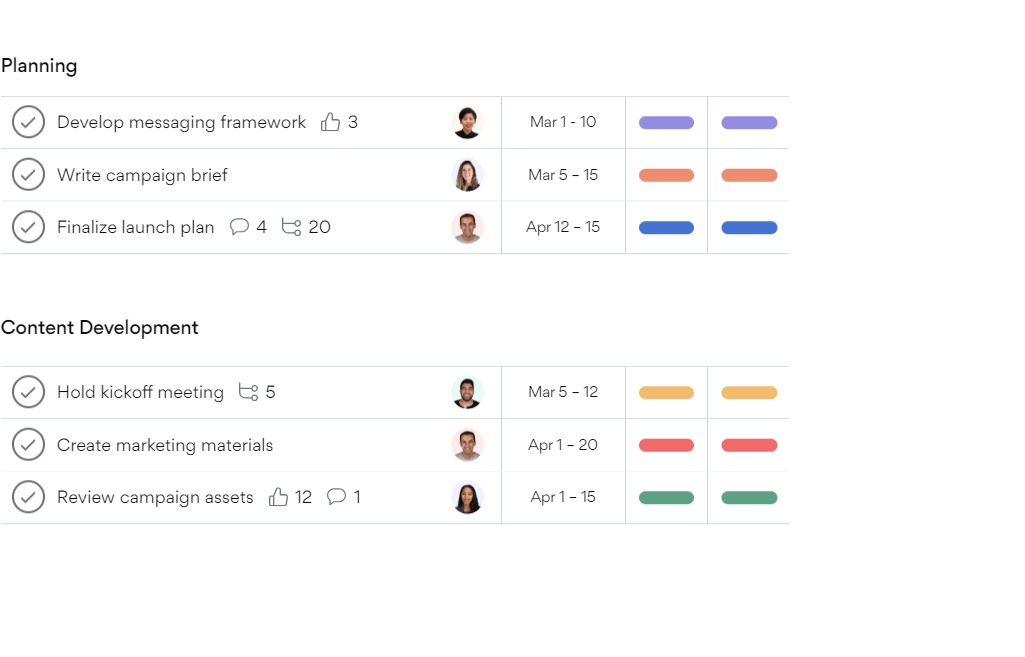 Planning
Develop messaging framework 3 Mar 1 - 10
Write campaign brief Mar 5 – 15
Finalize launch plan 4 20 Apr 12 – 15
Content Development
Hold kickoff meeting 5 Mar 5 – 12
Create marketing materials Apr 1 – 20
Review campaign assets 12 1 Apr 1 – 15